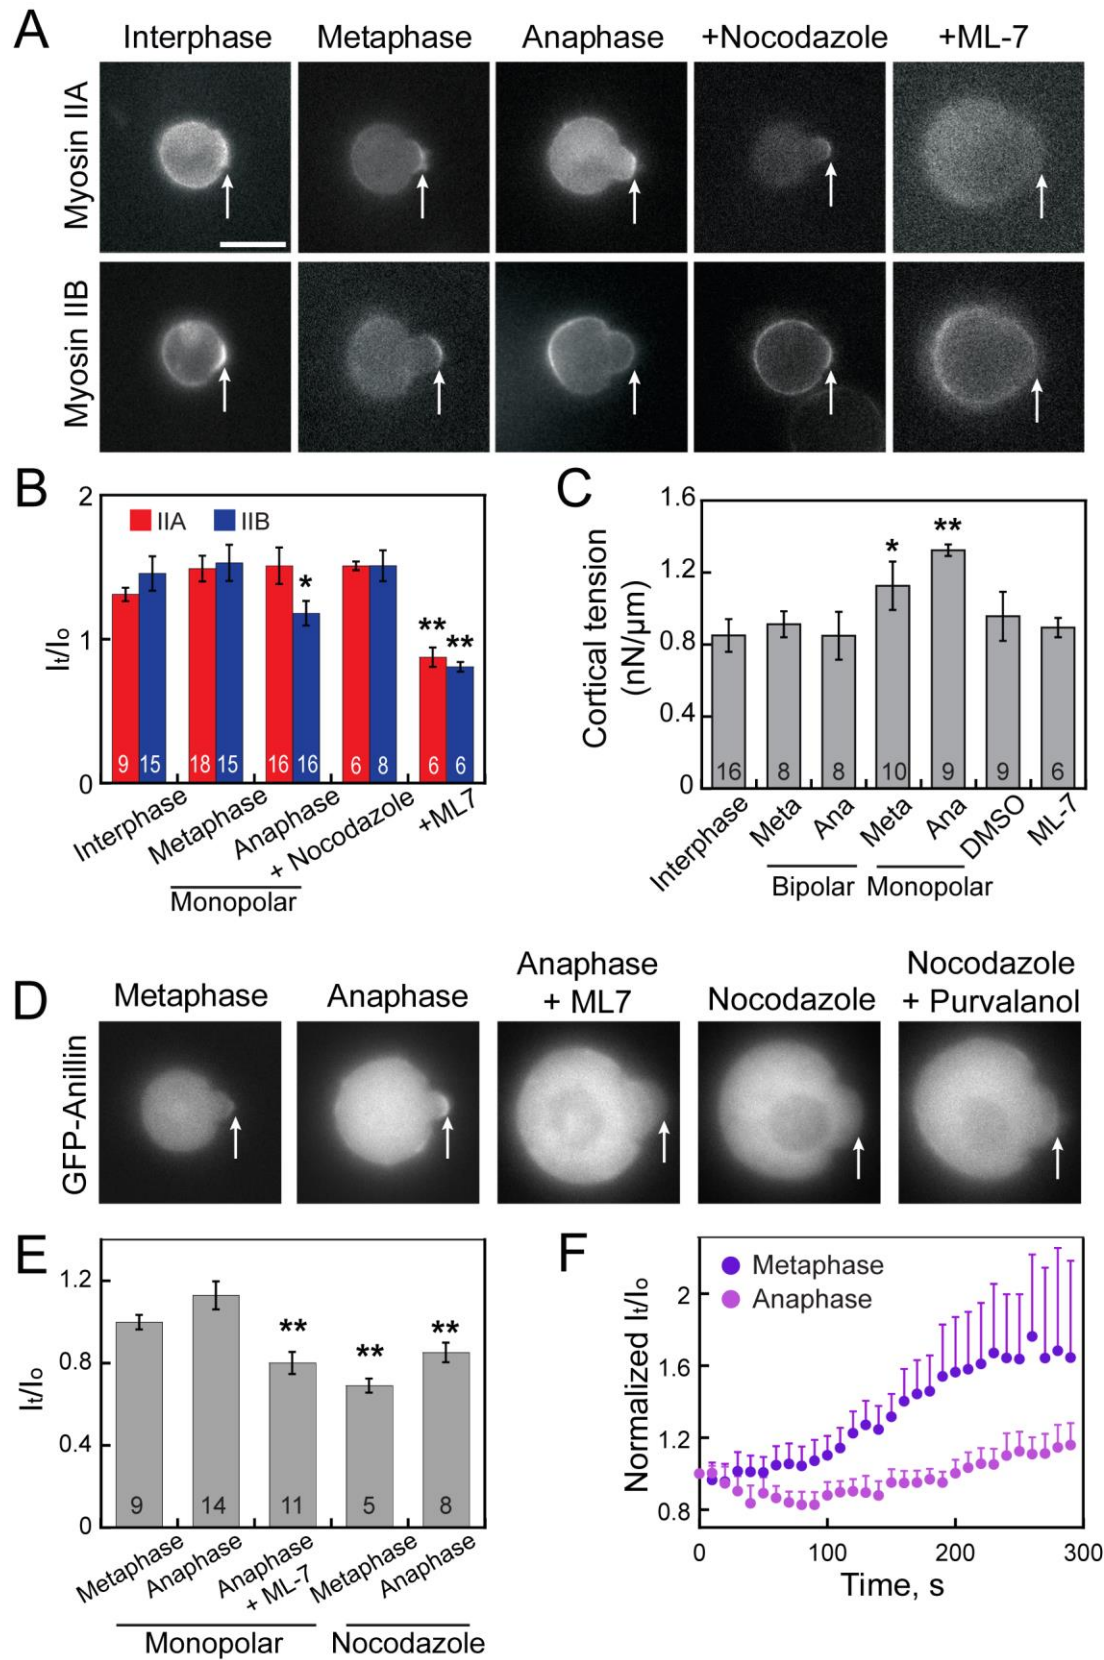 A
Interphase Metaphase Anaphase +Nocodazole +ML-7
Myosin IIA
Myosin IIB
B
2
1
0
It/Io
IIA IIB
9 15 18 15 16 16 6 8 6 6
* ** **
Interphase Metaphase Anaphase + Nocodazole +ML7
Monopolar
C
1.6
1.2
0.8
0.4
0
Cortical tension
(nN/µm)
* **
16 8 8 10 9 9 6
Interphase Meta Ana Meta Ana DMSO ML-7
Bipolar Monopolar
D
Metaphase Anaphase Anaphase
+ ML7 Nocodazole Nocodazole
+ Purvalanol
GFP-Anillin
E
1.2
0.8
0.4
0
It/Io
** ** **
9 14 11 5 8
Metaphase Anaphase Anaphase
+ ML-7 Metaphase Anaphase
Monopolar Nocodazole
F
Metaphase
Anaphase
2
1.6
1.2
0.8
Normalized It/Io
0 100 200 300
Time, s